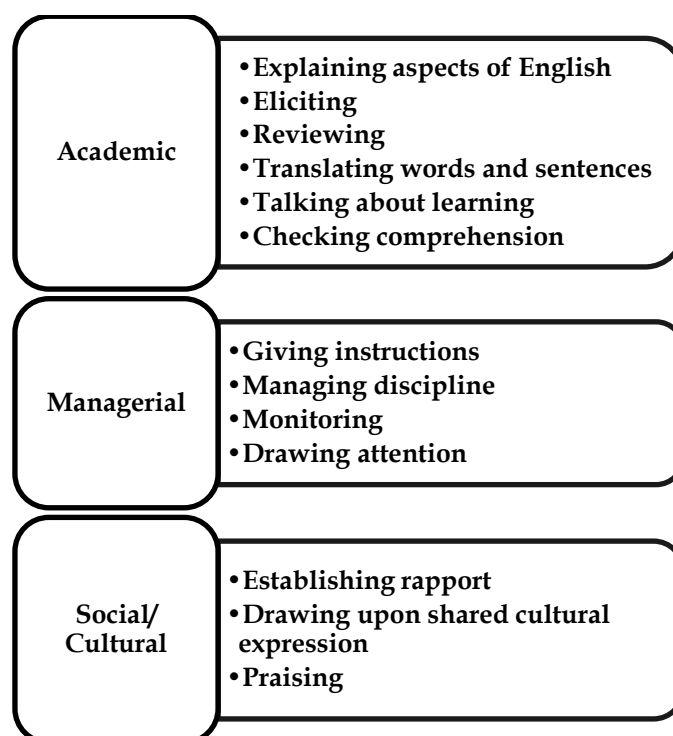 Academic
•Explaining aspects of English
•Eliciting
•Reviewing
•Translating words and sentences
•Talking about learning
•Checking comprehension
Managerial
•Giving instructions
•Managing discipline
•Monitoring
•Drawing attention
Social/
Cultural
•Establishing rapport
•Drawing upon shared cultural
expression
•Praising